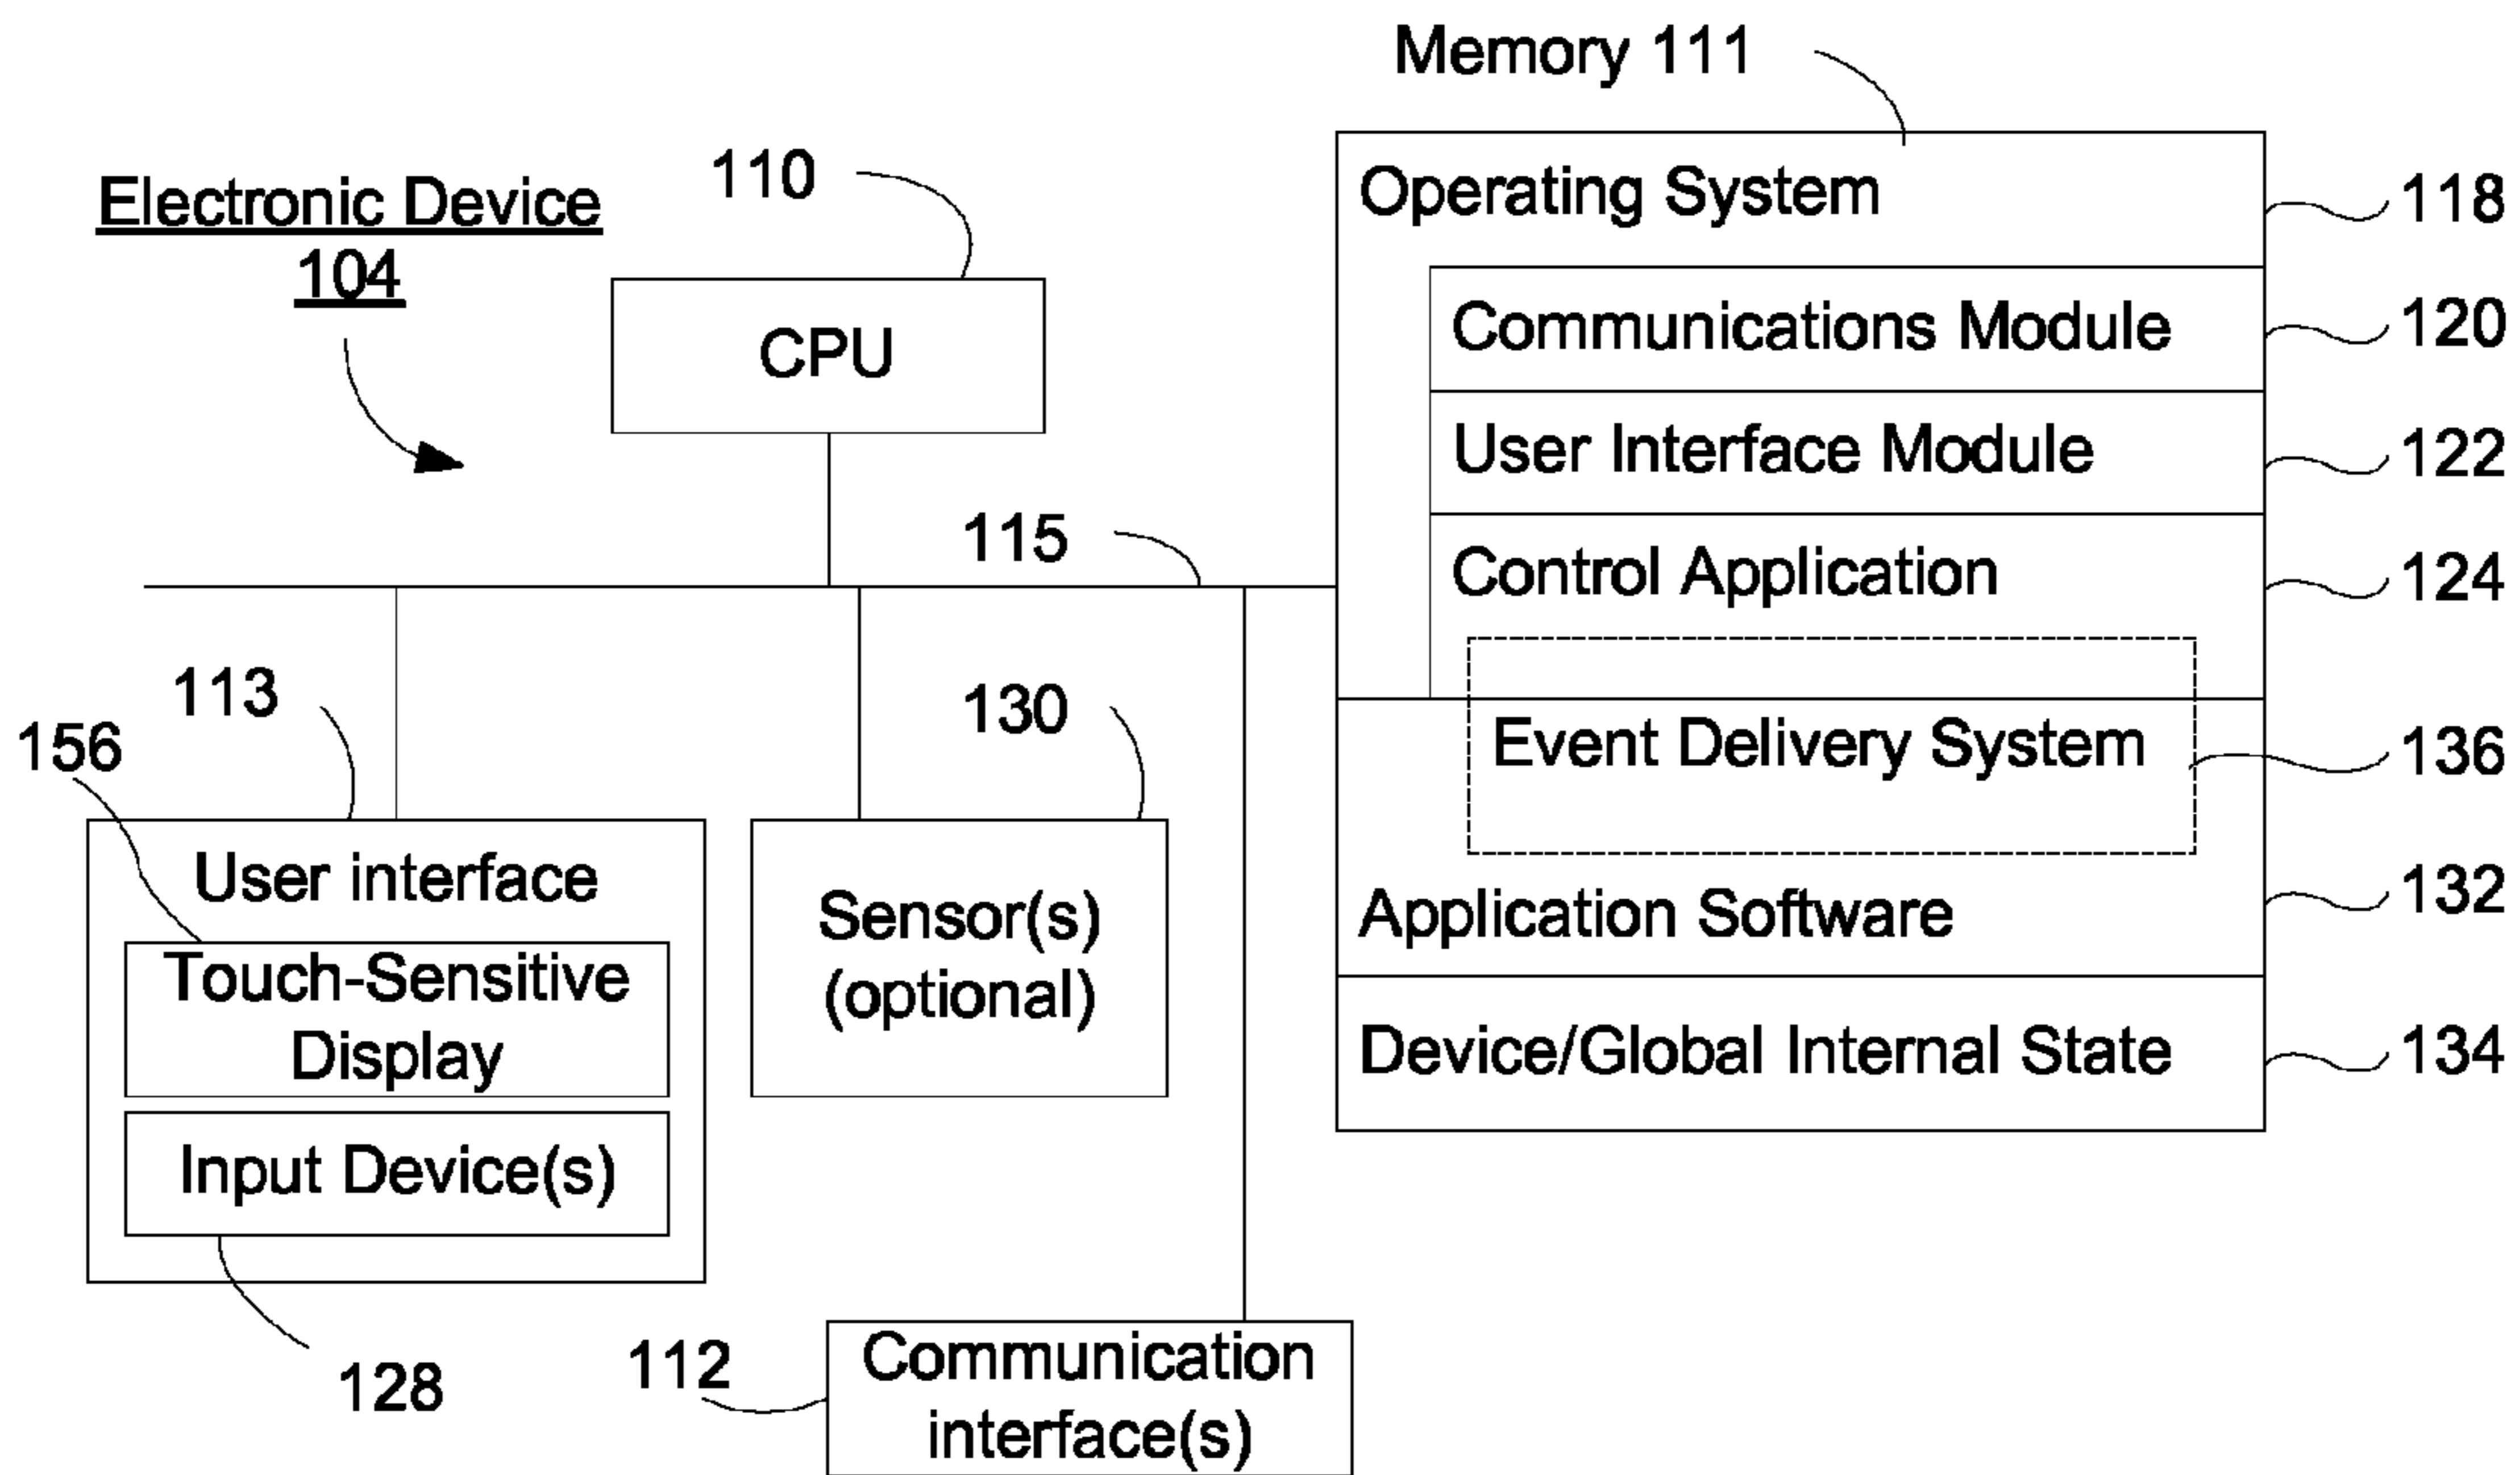 Memory 111
Electronic Device
104
110
CPU
115
113
156
130
User interface
Touch-Sensitive
Display
Input Device(s)
128
Sensor(s)
(optional)
112
Communication
interface(s)
Operating System
118
Communications Module
120
User Interface Module
122
Control Application
124
Event Delivery System
136
Application Software
132
Device/Global Internal State
134